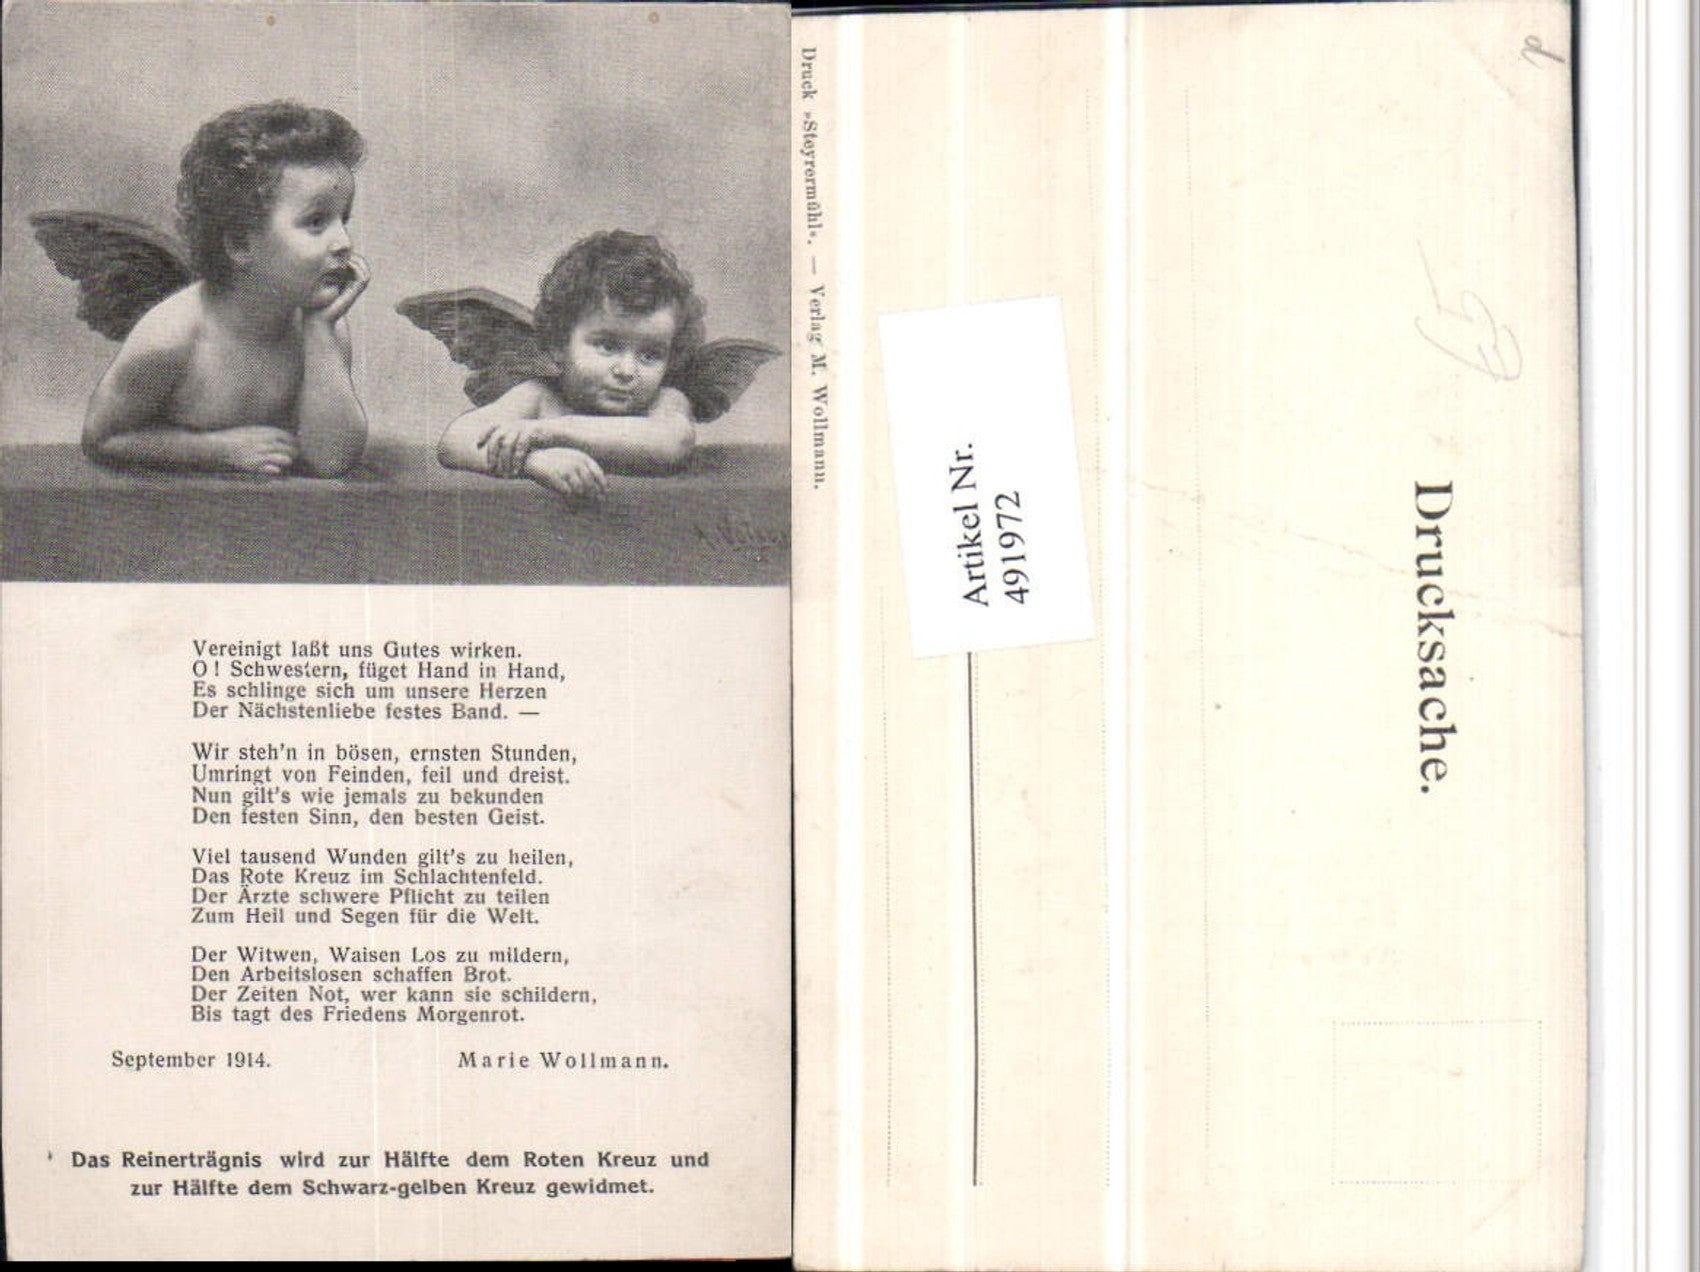 Vereinigt laßt uns Gutes wirken.
O! Schwestern, füget Hand in Hand,
Es schlinge sich um unsere Herzen
Der Nächstenliebe festes Band. —
Wir steh'n in bösen, ernsten Stunden,
Umringt von Feinden, feil und dreist.
Nun gilt's wie jemals zu bekunden
Den festen Sinn, den besten Geist.
Viel tausend Wunden gilt's zu heilen,
Das Rote Kreuz im Schlachtenfeld.
Der Ärzte schwere Pflicht zu teilen
Zum Heil und Segen für die Welt.
Der Witwen, Waisen Los zu mildern,
Den Arbeitslosen schaffen Brot.
Der Zeiten Not, wer kann sie schildern,
Bis tagt des Friedens Morgenrot.
September 1914. Marie Wollmann.
Das Reinerträgnis wird zur Hälfte dem Roten Kreuz und
zur Hälfte dem Schwarz-gelben Kreuz gewidmet.
Druck »Steyrermühl«. — Verlag M. Wollmann.
Artikel Nr.
491972
Drucksache.
d